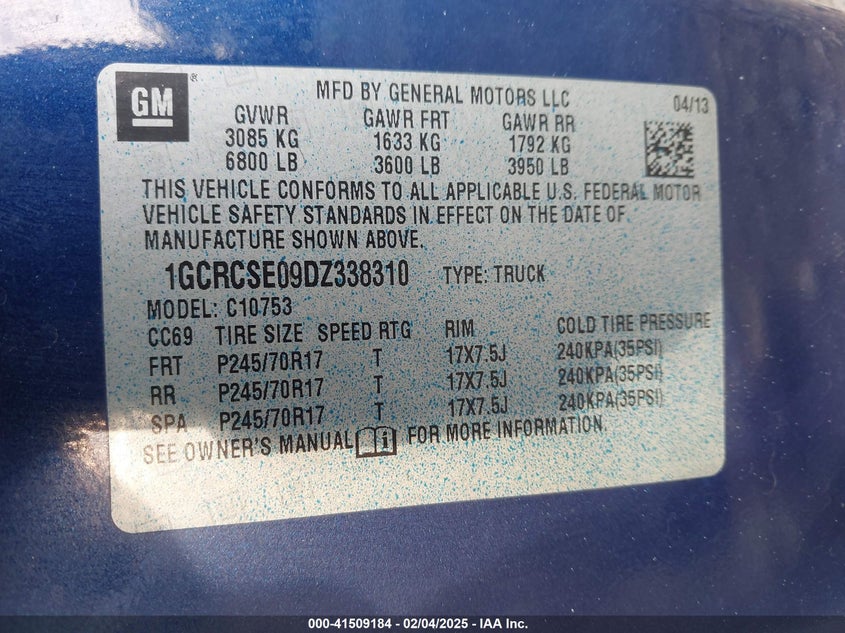 GM ®
MFD BY GENERAL MOTORS LLC 04/13
GVWR GAWR FRT GAWR RR
3085 KG 1633 KG 1792 KG
6800 LB 3600 LB 3950 LB
THIS VEHICLE CONFORMS TO ALL APPLICABLE U.S. FEDERAL MOTOR
VEHICLE SAFETY STANDARDS IN EFFECT ON THE DATE OF
MANUFACTURE SHOWN ABOVE.
1GCRCSE09DZ338310 TYPE: TRUCK
MODEL: C10753
CC69 TIRE SIZE SPEED RTG RIM COLD TIRE PRESSURE
FRT P245/70R17 T 17X7.5J 240KPA(35PSI)
RR P245/70R17 T 17X7.5J 240KPA(35PSI)
SPA P245/70R17 T 17X7.5J 240KPA(35PSI)
SEE OWNER'S MANUAL i FOR MORE INFORMATION.
000-41509184 - 02/04/2025 - IAA Inc.